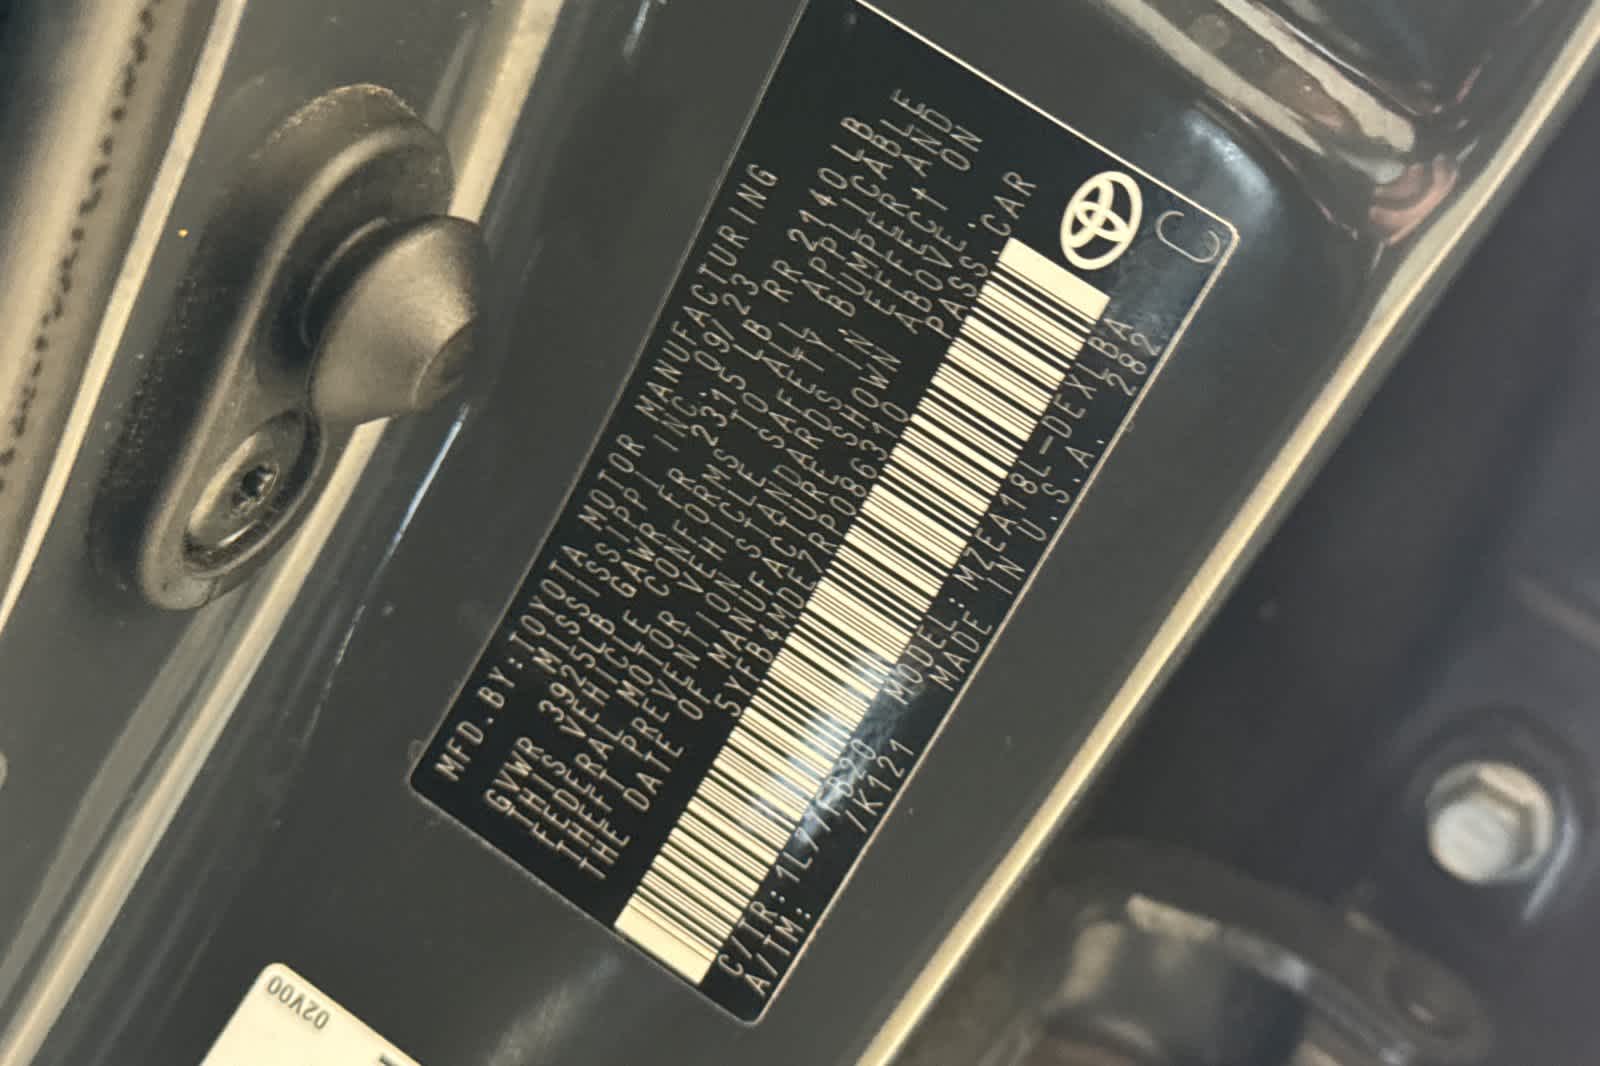 MFD.BY:TOYOTA MOTOR MANUFACTURING
MISSISSIPPI INC. 09/23
GVWR 3925LB GAWR FR 2315LB RR 2140LB
THIS VEHICLE CONFORMS TO ALL APPLICABLE
FEDERAL MOTOR VEHICLE SAFETY BUMPER, AND
THEFT PREVENTION STANDARDS IN EFFECT ON
THE DATE OF MANUFACTURE SHOWN ABOVE.
5YFB4MDE7RP086310 PASS.CAR
C/TR: 1L7/FB20 MODEL:MZEA18L-DEXLBA
A/TM: /K121 MADE IN U.S.A. 282
02V00